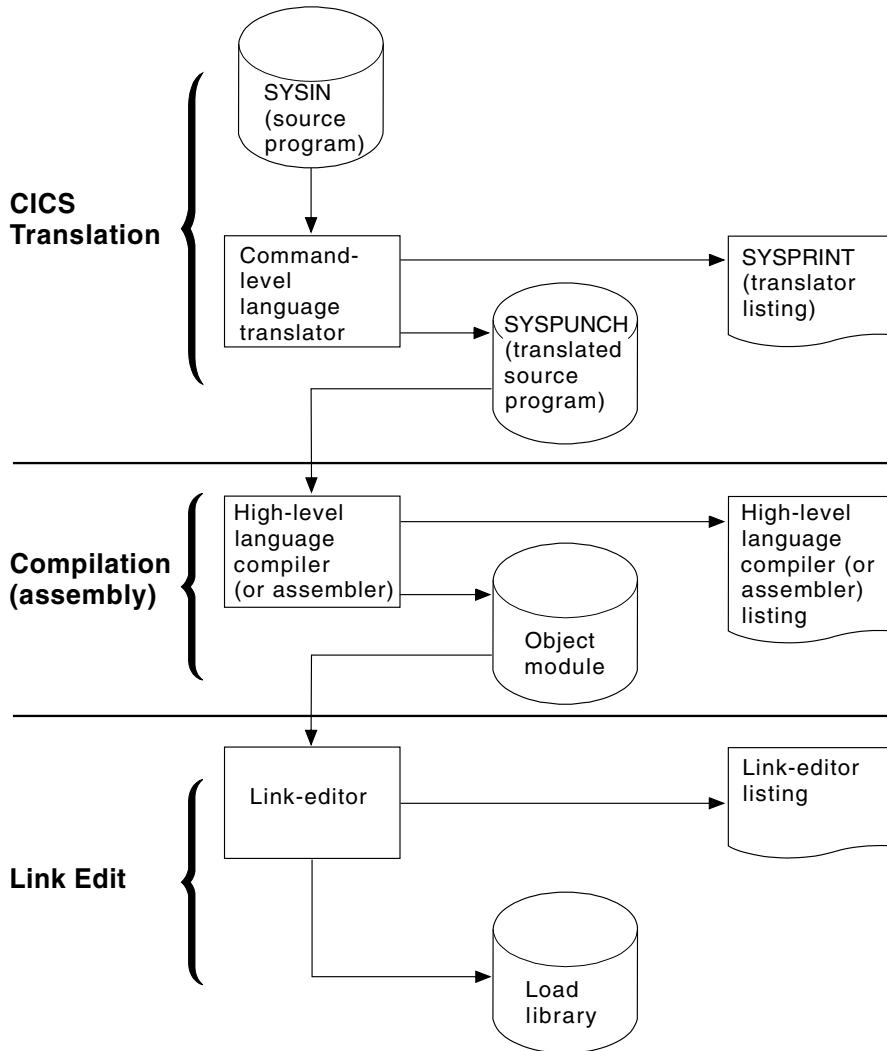 SYSIN
(source
program)
CICS
Translation
Command-
level
language
translator
SYSPRINT
(translator
listing)
SYSPUNCH
(translated
source
program)
High-level
language
compiler
(or assembler)
High-level
language
compiler (or
assembler)
listing
Compilation
(assembly)
Object
module
Link-editor
Link-editor
listing
Link Edit
Load
library